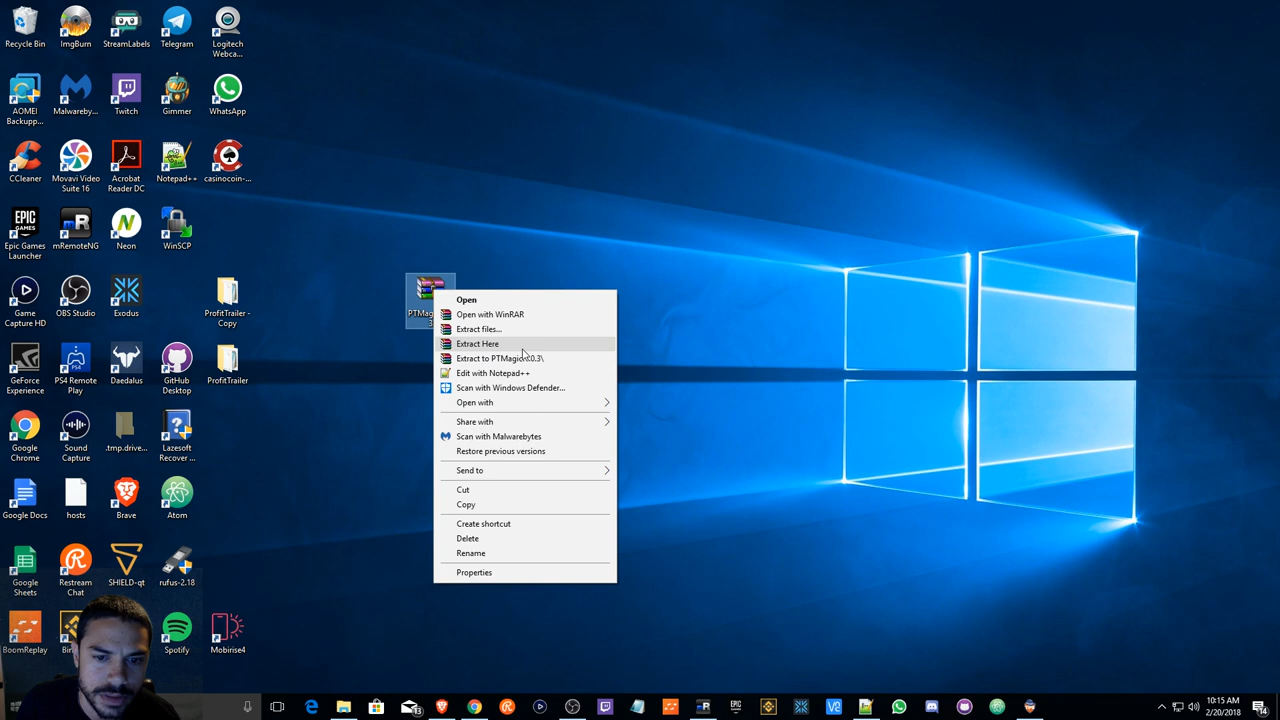 Recycle Bin
ImgBurn
StreamLabels
Telegram
Logitech
Webca...
AOMEI
Backupp...
Malwareby...
Twitch
Gimmer
WhatsApp
CCleaner
Movavi Video
Suite 16
Acrobat
Reader DC
Notepad++
casinocoin-...
EPIC
GAMES
Epic Games
Launcher
mR
mRemoteNG
Neon
WinSCP
Game
Capture HD
OBS Studio
Exodus
ProfitTrailer -
Copy
GEFORCE
EXPERIENCE
GeForce
Experience
PS4 Remote
Play
Daedalus
GitHub
Desktop
ProfitTrailer
Google
Chrome
Sound
Capture
.tmp.drive...
Lazesoft
Recover ...
Google Docs
hosts
Brave
Atom
Google
Sheets
Restream
Chat
SHIELD-qt
rufus-2.18
BoomReplay
Spotify
Mobirise4
Open
Open with WinRAR
Extract files...
Extract Here
Edit with Notepad++
Scan with Windows Defender...
Open with
Share with
Scan with Malwarebytes
Restore previous versions
Send to
Cut
Copy
Create shortcut
Delete
Rename
Properties
10:15 AM
2/20/2018